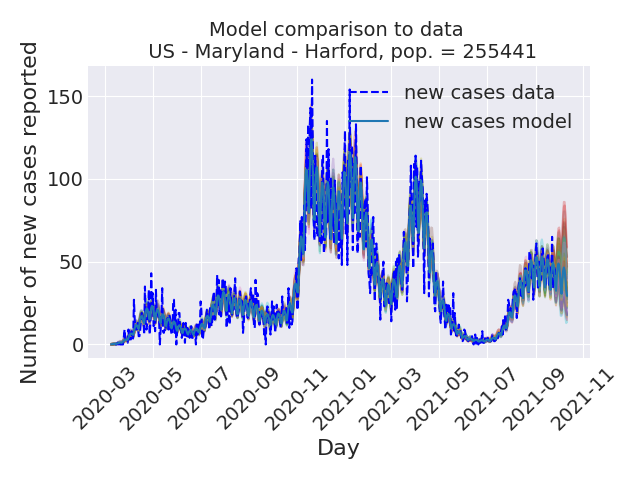 Model comparison to data
US - Maryland - Harford, pop. = 255441
Number of new cases reported
150
100
50
0
new cases data
new cases model
2020-03
2020-05
2020-07
2020-09
2020-11
2021-01
2021-03
2021-05
2021-07
2021-09
2021-11
Day